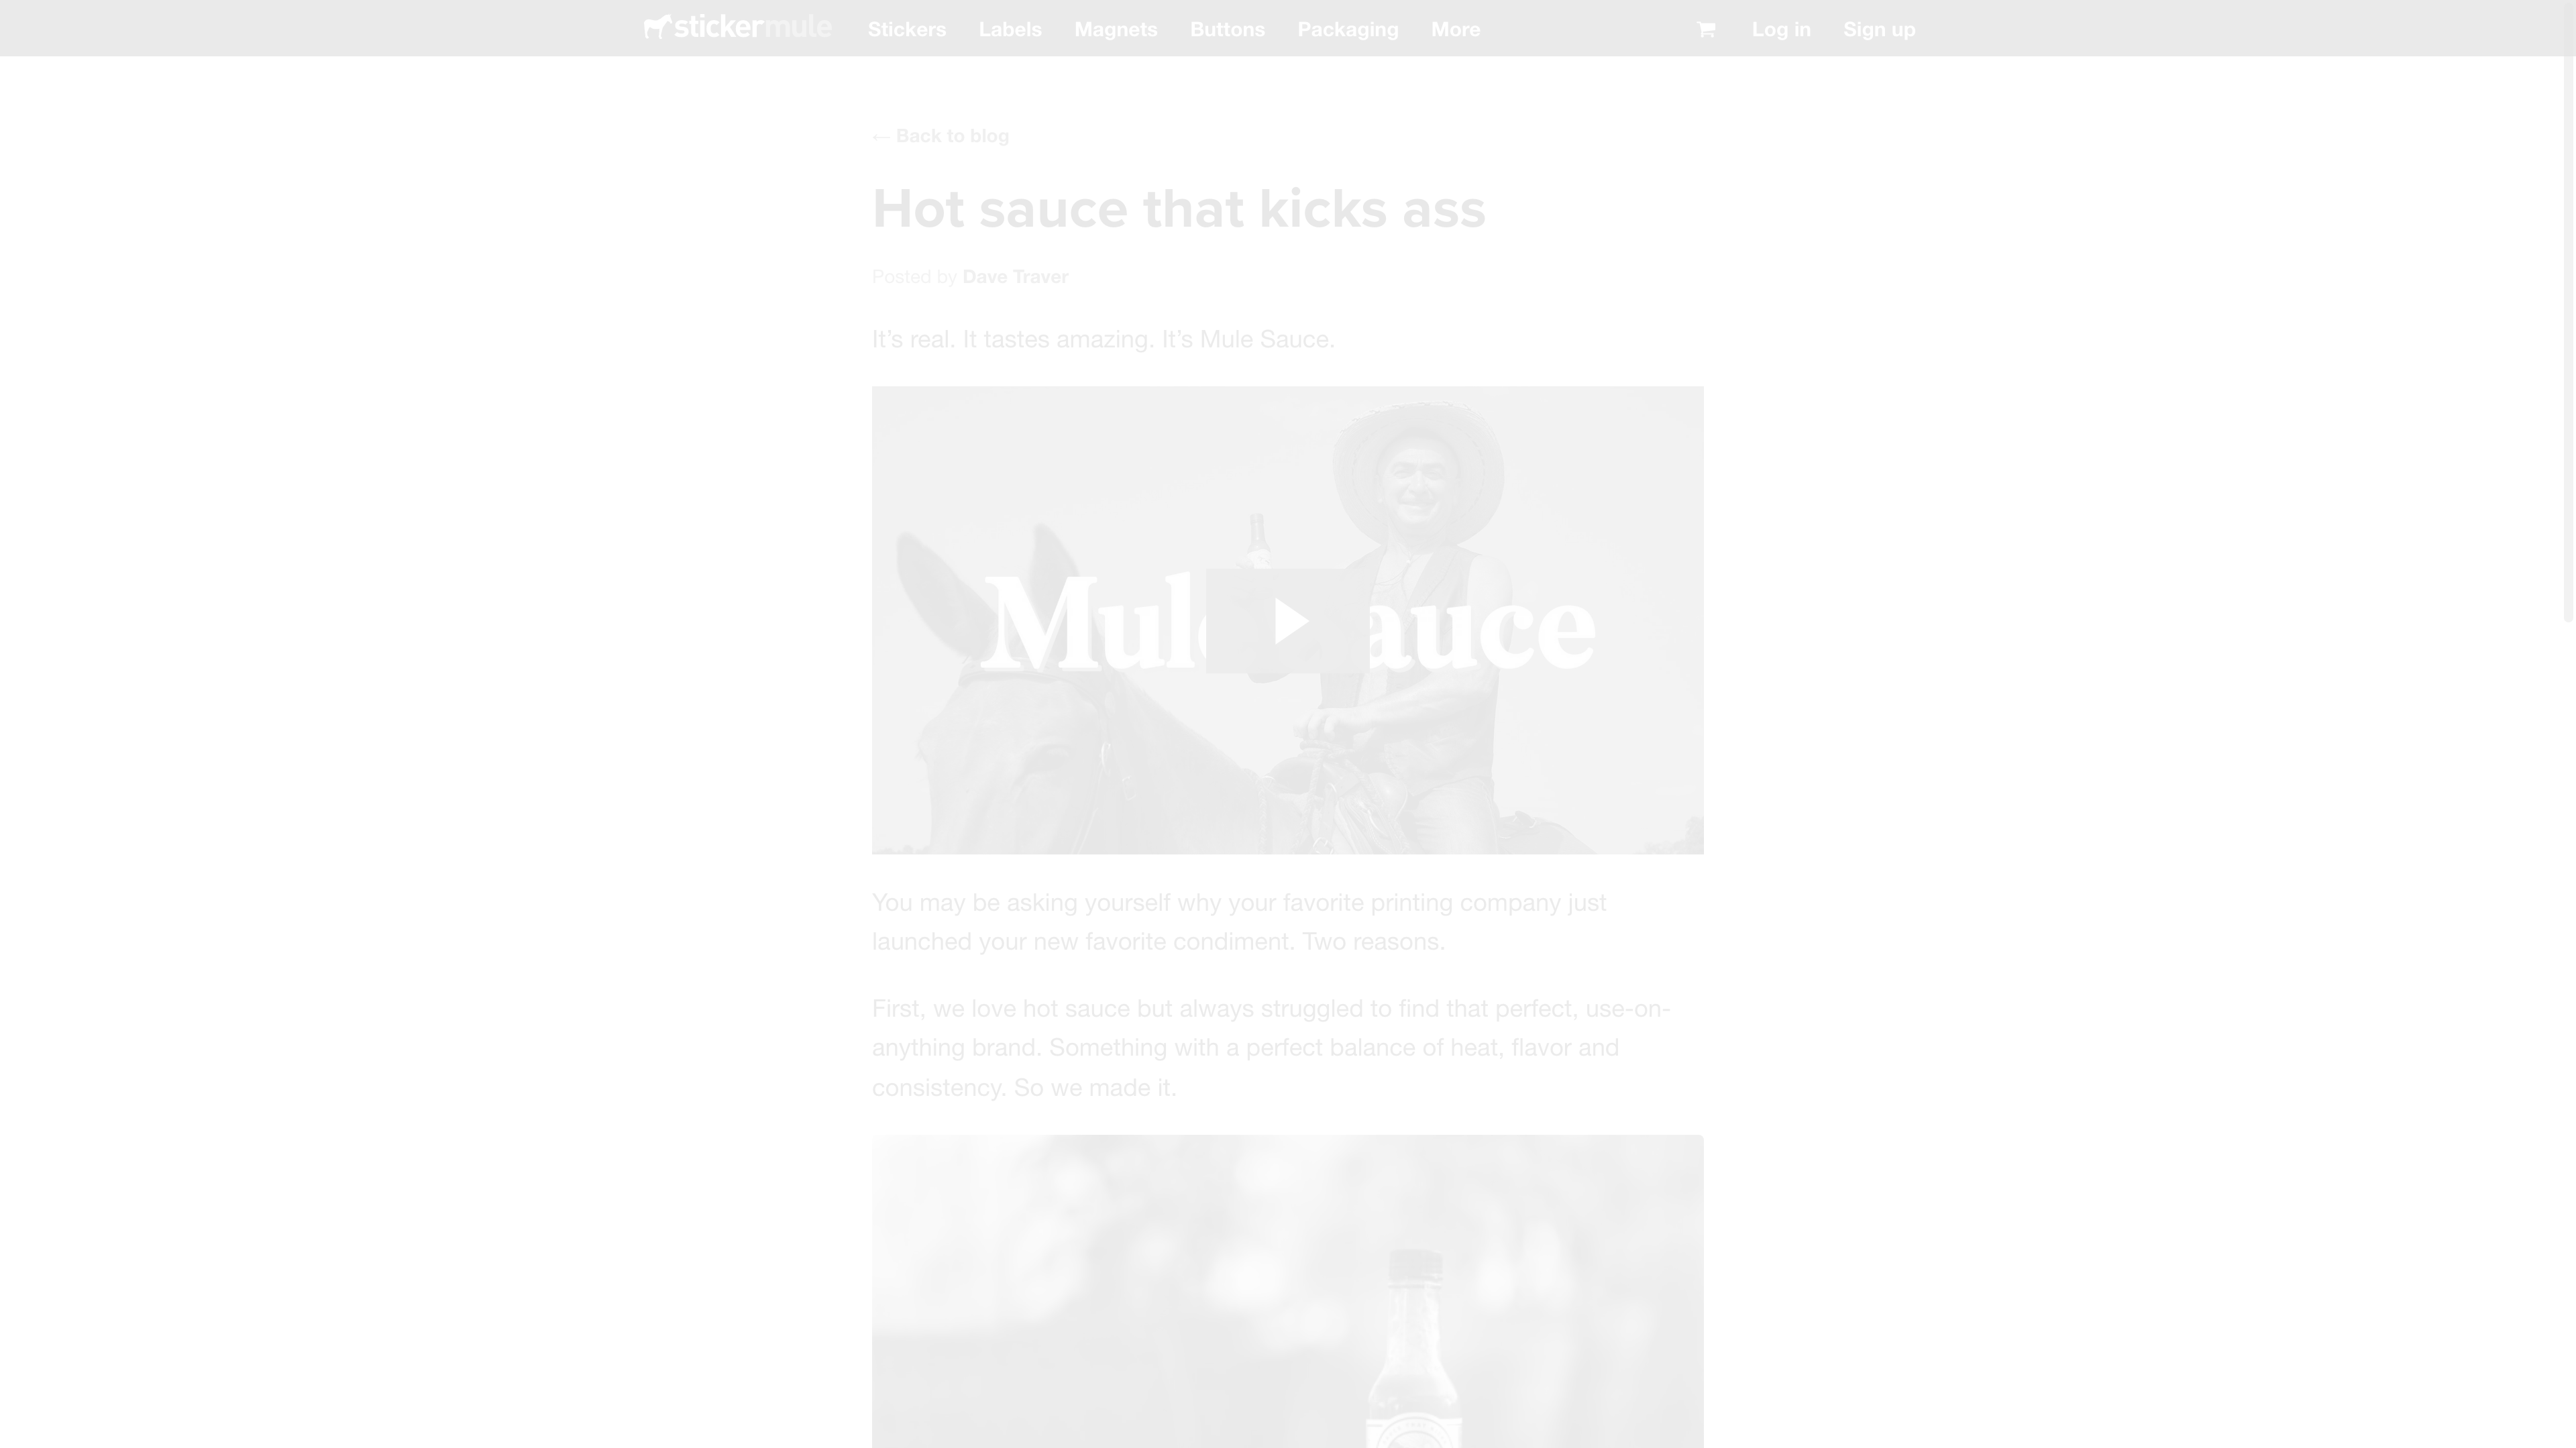 stickermule Stickers Labels Magnets Buttons Packaging More Log in Sign up
← Back to blog
Hot sauce that kicks ass
Posted by Dave Traver
It's real. It tastes amazing. It's Mule Sauce.
You may be asking yourself why your favorite printing company just
launched your new favorite condiment. Two reasons.
First, we love hot sauce but always struggled to find that perfect, use-on-
anything brand. Something with a perfect balance of heat, flavor and
consistency. So we made it.